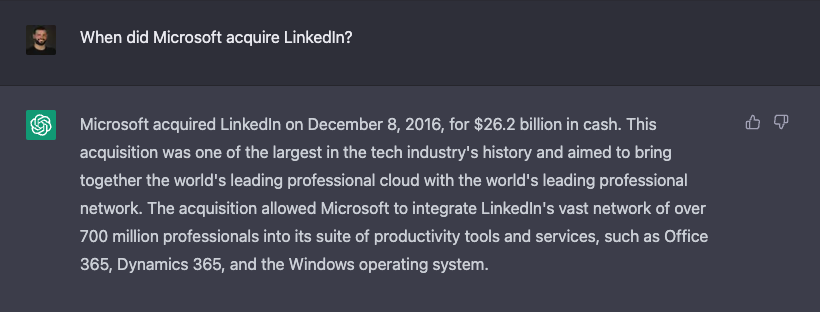 When did Microsoft acquire LinkedIn?
Microsoft acquired LinkedIn on December 8, 2016, for $26.2 billion in cash. This
acquisition was one of the largest in the tech industry's history and aimed to bring
together the world's leading professional cloud with the world's leading professional
network. The acquisition allowed Microsoft to integrate LinkedIn's vast network of over
700 million professionals into its suite of productivity tools and services, such as Office
365, Dynamics 365, and the Windows operating system.